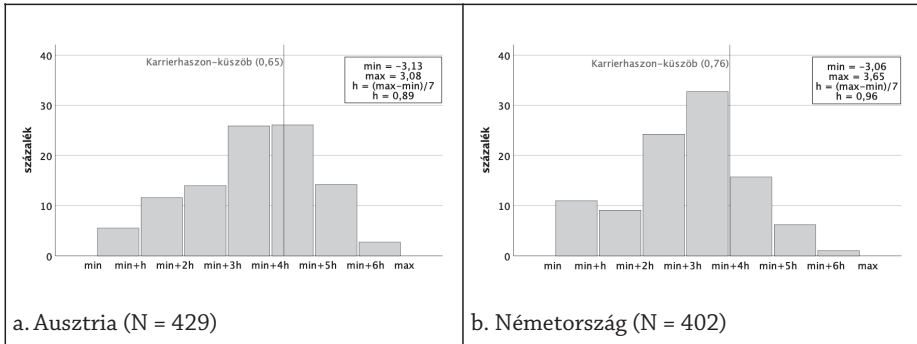 Karrierhaszon-küszöb (0,65)
min = -3,13
max = 3,08
h = (max-min)/7
h = 0,89
százalék
40
30
20
10
0
min min+h min+2h min+3h min+4h min+5h min+6h max
a. Ausztria (N = 429)
Karrierhaszon-küszöb (0,76)
min = -3,06
max = 3,65
h = (max-min)/7
h = 0,96
százalék
40
30
20
10
0
min min+h min+2h min+3h min+4h min+5h min+6h max
b. Németország (N = 402)